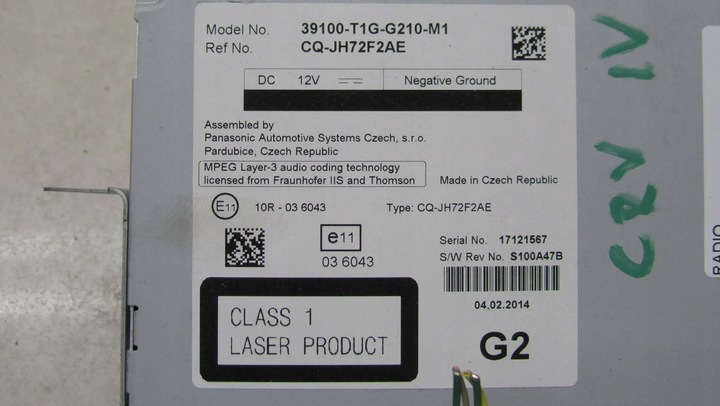 Model No. 39100-T1G-G210-M1
Ref No. CQ-JH72F2AE
DC 12V Negative Ground
Assembled by
Panasonic Automotive Systems Czech, s.r.o.
Pardubice, Czech Republic
MPEG Layer-3 audio coding technology
licensed from Fraunhofer IIS and Thomson
Made in Czech Republic
E11 10R - 03 6043 Type: CQ-JH72F2AE
e11
03 6043
Serial No. 17121567
S/W Rev No. S100A47B
04.02.2014
CLASS 1
LASER PRODUCT
G2
CRV IV
RADIO